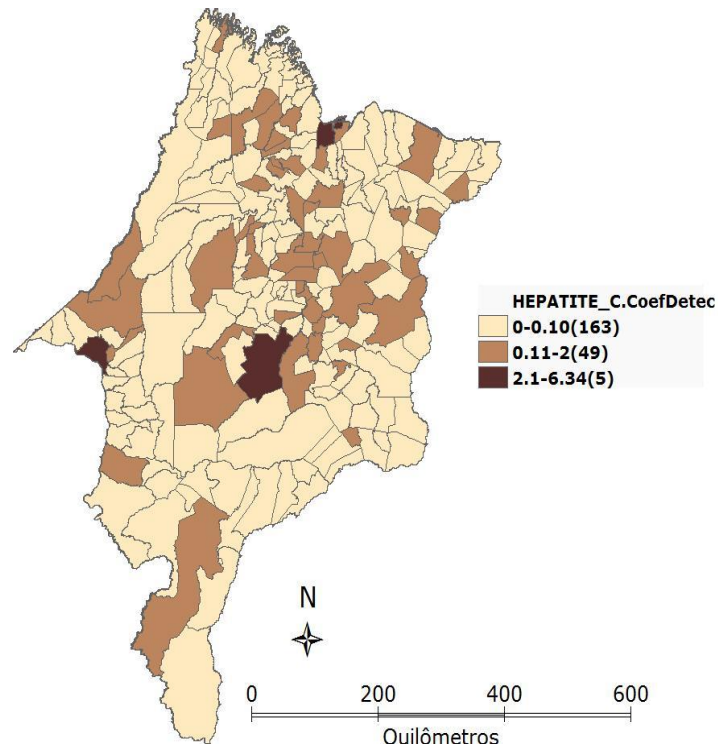 HEPATITE_C.CoefDetec
0-0.10(163)
0.11-2(49)
2.1-6.34(5)
N
0 200 400 600
Quilômetros